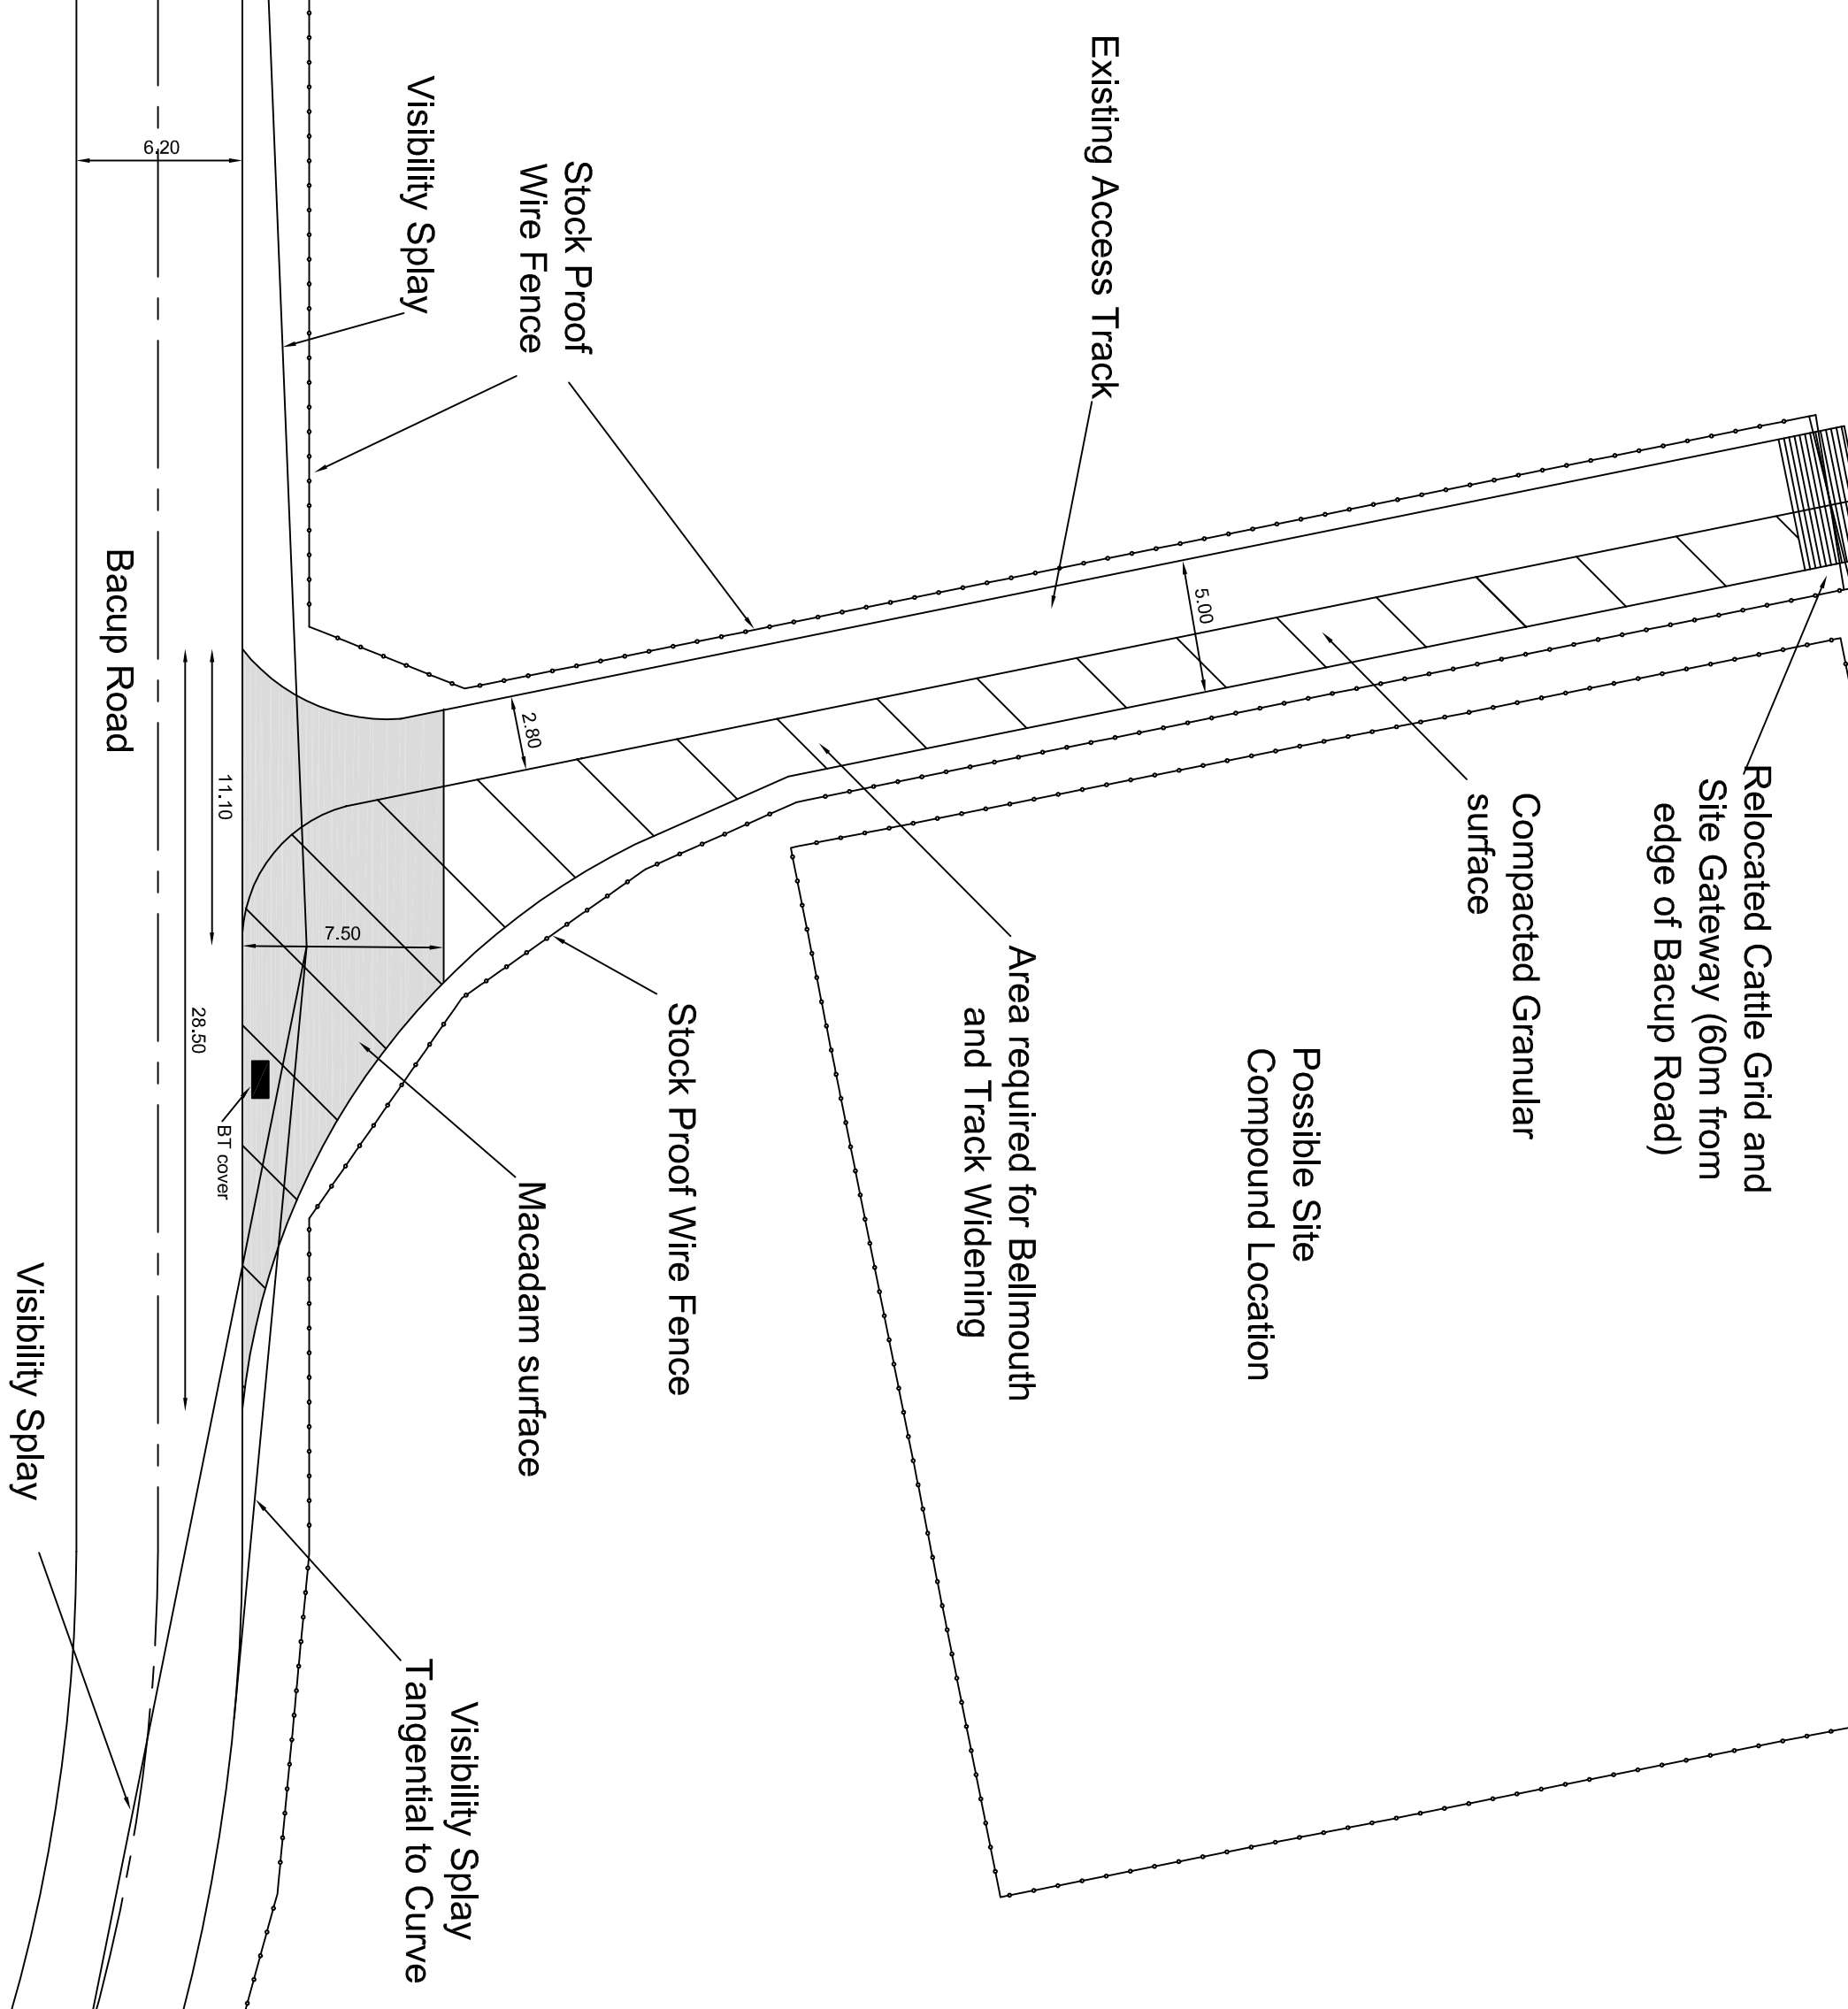 Relocated Cattle Grid and
Site Gateway (60m from
edge of Bacup Road)
Compacted Granular
surface
Possible Site
Compound Location
Existing Access Track
5.00
Area required for Bellmouth
and Track Widening
Stock Proof Wire Fence
Stock Proof
Wire Fence
2.80
Macadam surface
Visibility Splay
Visibility Splay
Tangential to Curve
7.50
BT cover
11.10
28.50
6.20
Bacup Road
Visibility Splay